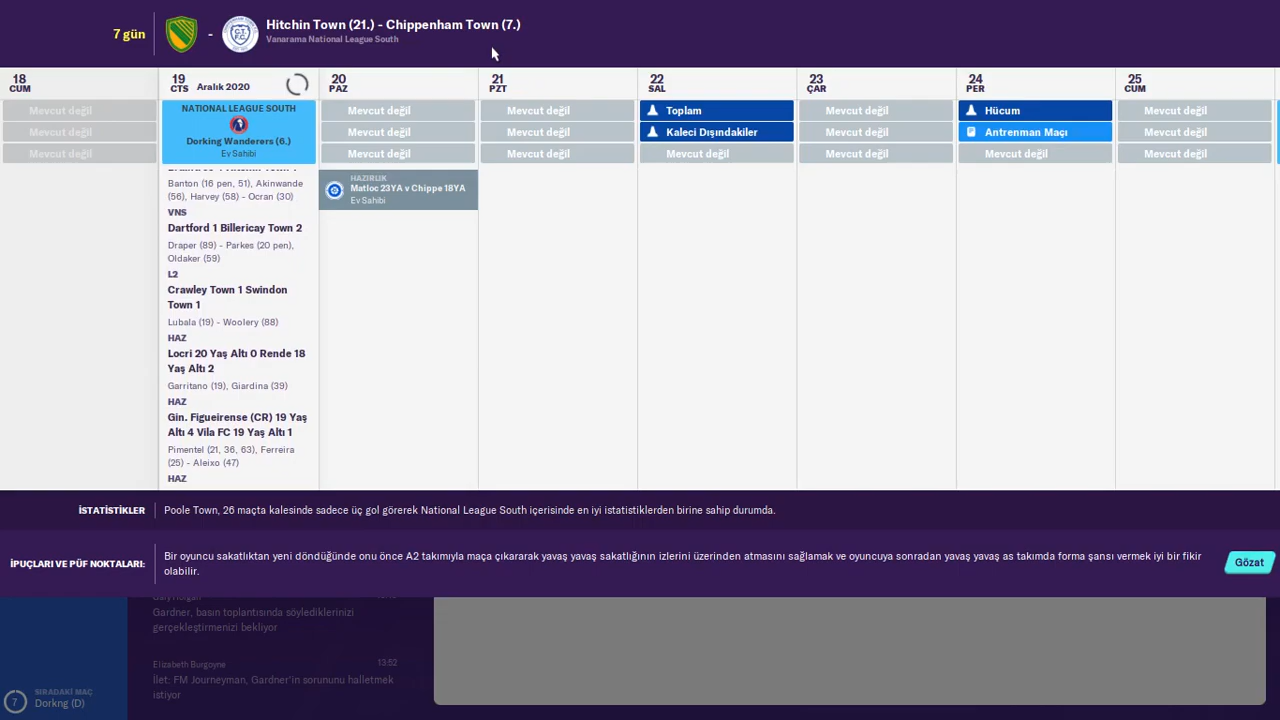 7 gün
-
Hitchin Town (21.) - Chippenham Town (7.)
Vanarama National League South
18
CUM
19
CTS
Aralık 2020
20
PAZ
21
PZT
22
SAL
23
ÇAR
24
PER
25
CUM
Mevcut değil
Mevcut değil
Mevcut değil
NATIONAL LEAGUE SOUTH
Dorking Wanderers (6.)
Ev Sahibi
Banton (16 pen, 51), Akinwande
(56), Harvey (58) - Ocran (30)
VNS
Dartford 1 Billericay Town 2
Draper (89) - Parkes (20 pen),
Oldaker (59)
L2
Crawley Town 1 Swindon
Town 1
Lubala (19) - Woolery (88)
HAZ
Locri 20 Yaş Altı 0 Rende 18
Yaş Altı 2
Garritano (19), Giardina (39)
HAZ
Gin. Figueirense (CR) 19 Yaş
Altı 4 Vila FC 19 Yaş Altı 1
Pimentel (21, 36, 63), Ferreira
(25) - Aleixo (47)
HAZ
Mevcut değil
Mevcut değil
Mevcut değil
HAZIRLIK
Matloc 23YA v Chippe 18YA
Ev Sahibi
Mevcut değil
Mevcut değil
Mevcut değil
Toplam
Kaleci Dışındakiler
Mevcut değil
Mevcut değil
Mevcut değil
Mevcut değil
Hücum
Antrenman Maçı
Mevcut değil
Mevcut değil
Mevcut değil
Mevcut değil
İSTATİSTİKLER
Poole Town, 26 maçta kalesinde sadece üç gol görerek National League South içerisinde en iyi istatistiklerden birine sahip durumda.
İPUÇLARI VE PÜF NOKTALARI:
Bir oyuncu sakatlıktan yeni döndüğünde onu önce A2 takımıyla maça çıkararak yavaş yavaş sakatlığının izlerini üzerinden atmasını sağlamak ve oyuncuya sonradan yavaş yavaş as takımda forma şansı vermek iyi bir fikir
olabilir.
Gözat
Gardner, basın toplantısında söylediklerinizi
gerçekleştirmenizi bekliyor
Elizabeth Burgoyne
13:52
İlet: FM Journeyman, Gardner'in sorununu halletmek
istiyor
7
SIRADAKİ MAÇ
Dorkng (D)